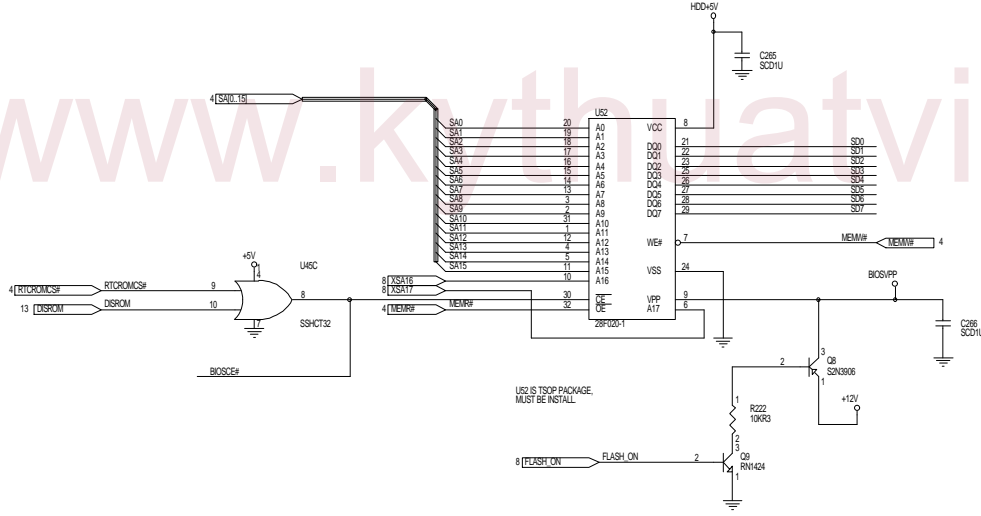 HDD+5V
C265
SCD1U
4 SA[0..15]
www.kythuatvi
U52
SA0 20 A0 VCC 8
SA1 19 A1
SA2 18 A2 DQ0 21 SD0
SA3 17 A3 DQ1 22 SD1
SA4 16 A4 DQ2 23 SD2
SA5 15 A5 DQ3 25 SD3
SA6 14 A6 DQ4 26 SD4
SA7 13 A7 DQ5 27 SD5
SA8 3 A8 DQ6 28 SD6
SA9 2 A9 DQ7 29 SD7
SA10 31 A10
SA11 1 A11
SA12 12 A12 WE# 7 MEMW# MEMW# 4
SA13 4 A13
SA14 5 A14
SA15 11 A15 VSS 24
8 XSA16 10 A16
8 XSA17
+5V
U45C
14
4 RTCROMCS# RTCROMCS# 9
8
13 DISROM DISROM 10
7
SSHCT32
30 CE VPP 9 BIOSVPP
4 MEMR# MEMR# 32 OE A17 6
28F020-1
C266
SCD1U
BIOSCE#
U52 IS TSOP PACKAGE,
MUST BE INSTALL.
3
2
Q8
S2N3906
1
+12V
1
R222
10KR3
2
3
8 FLASH_ON FLASH_ON 2
Q9
RN1424
1